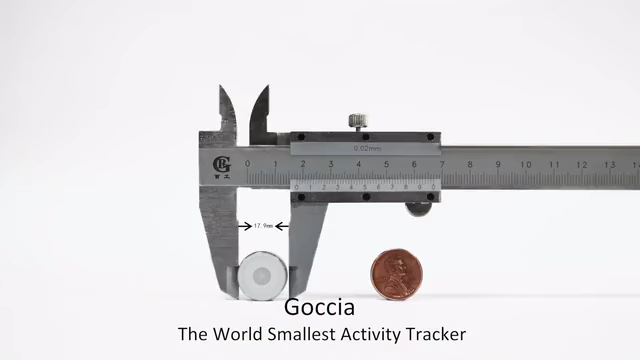 0.02mm
0 1 2 3 4 5 6 7 8 9 10 11 12 13
0 1 2 3 4 5 6 7 8 9 0
17.9mm
Goccia
The World Smallest Activity Tracker